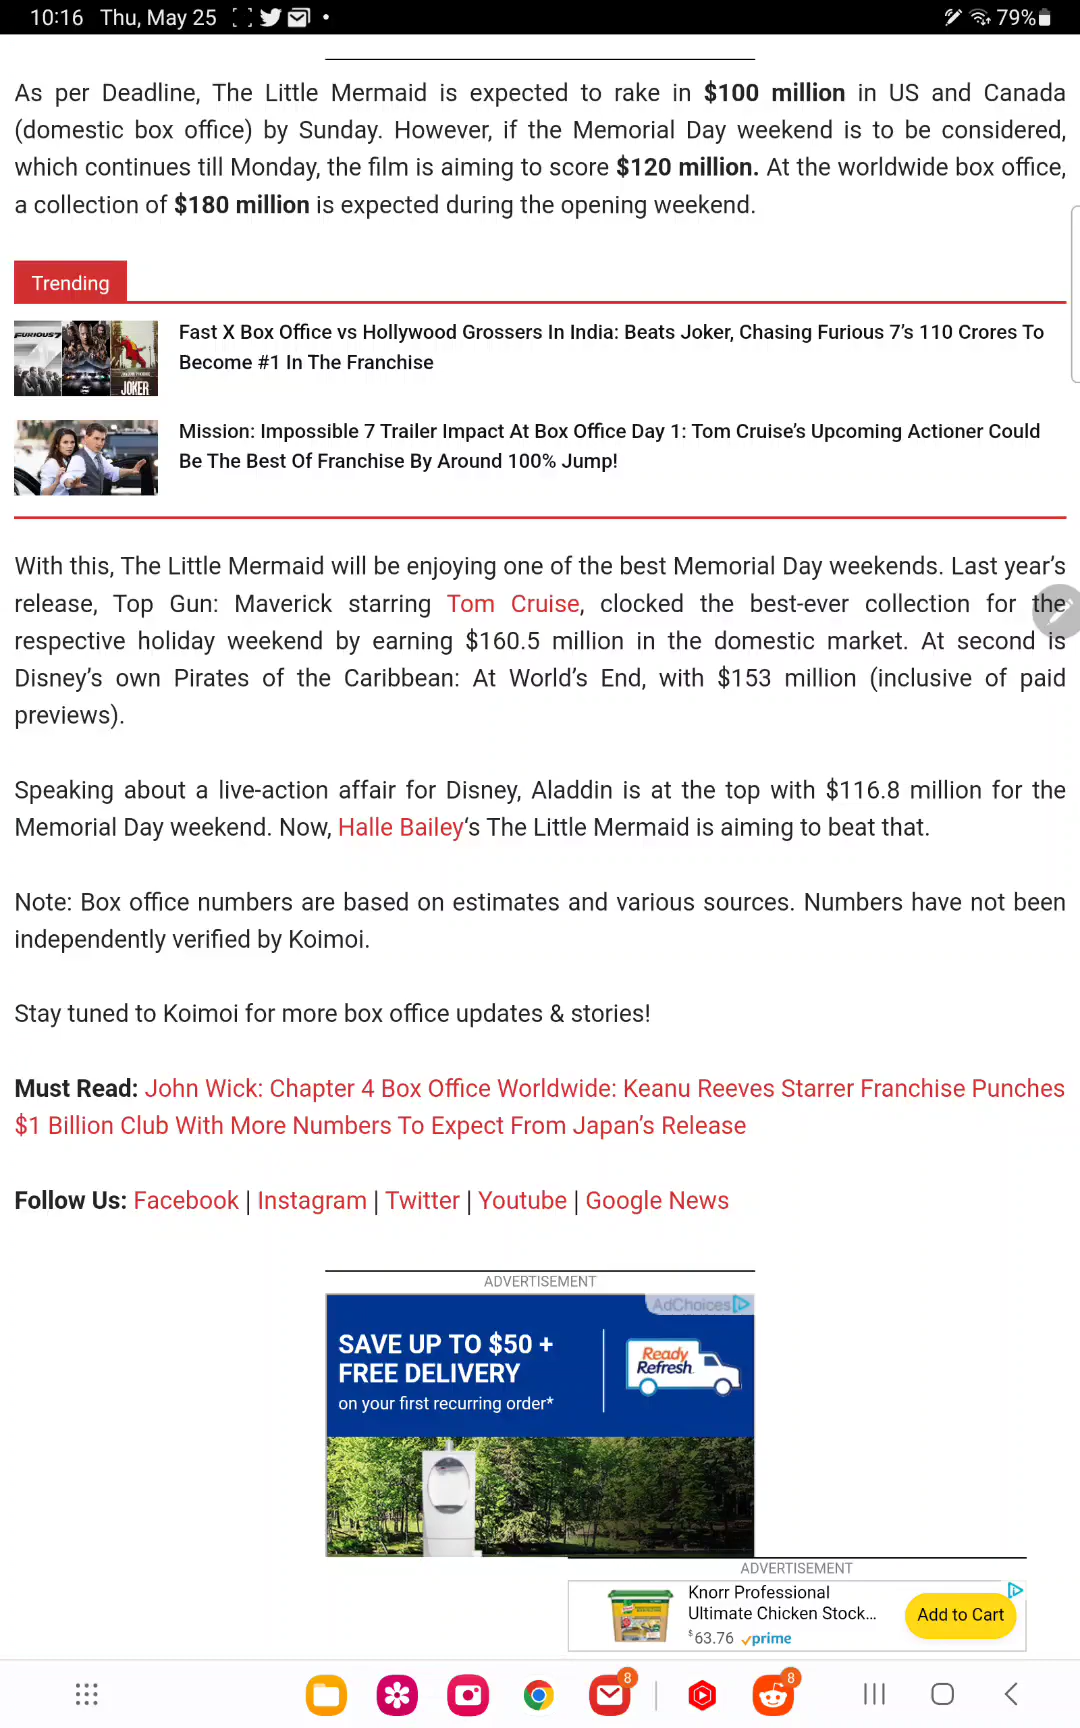 10:16 Thu, May 25
79%
As per Deadline, The Little Mermaid is expected to rake in $100 million in US and Canada
(domestic box office) by Sunday. However, if the Memorial Day weekend is to be considered,
which continues till Monday, the film is aiming to score $120 million. At the worldwide box office,
a collection of $180 million is expected during the opening weekend.
Trending
FURIOUS 7
JOKER
Fast X Box Office vs Hollywood Grossers In India: Beats Joker, Chasing Furious 7’s 110 Crores To
Become #1 In The Franchise
Mission: Impossible 7 Trailer Impact At Box Office Day 1: Tom Cruise’s Upcoming Actioner Could
Be The Best Of Franchise By Around 100% Jump!
With this, The Little Mermaid will be enjoying one of the best Memorial Day weekends. Last year’s
release, Top Gun: Maverick starring Tom Cruise, clocked the best-ever collection for the
respective holiday weekend by earning $160.5 million in the domestic market. At second is
Disney’s own Pirates of the Caribbean: At World’s End, with $153 million (inclusive of paid
previews).
Speaking about a live-action affair for Disney, Aladdin is at the top with $116.8 million for the
Memorial Day weekend. Now, Halle Bailey‘s The Little Mermaid is aiming to beat that.
Note: Box office numbers are based on estimates and various sources. Numbers have not been
independently verified by Koimoi.
Stay tuned to Koimoi for more box office updates & stories!
Must Read: John Wick: Chapter 4 Box Office Worldwide: Keanu Reeves Starrer Franchise Punches
$1 Billion Club With More Numbers To Expect From Japan’s Release
Follow Us: Facebook | Instagram | Twitter | Youtube | Google News
ADVERTISEMENT
AdChoices
SAVE UP TO $50 +
FREE DELIVERY
on your first recurring order*
Ready
Refresh
ADVERTISEMENT
Knorr Professional
Ultimate Chicken Stock...
$63.76 prime
Add to Cart
8
8